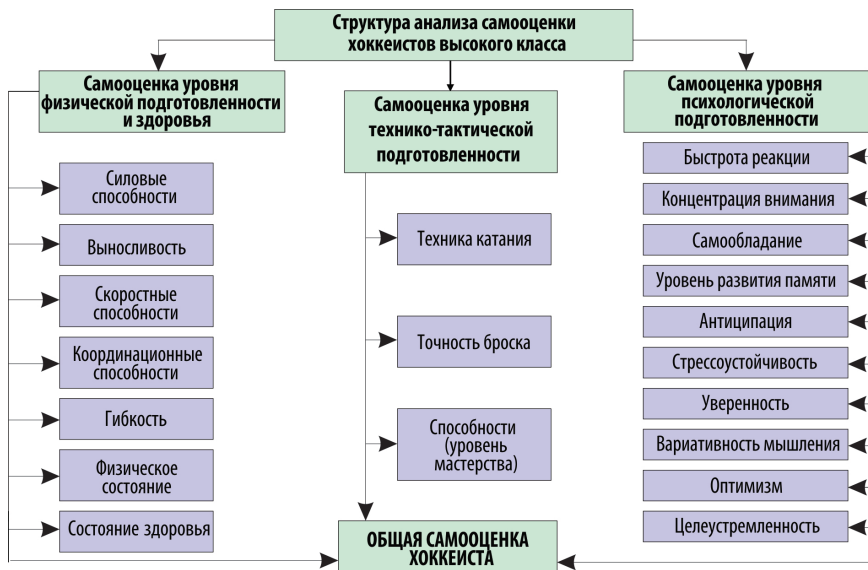 Структура анализа самооценки
хоккеистов высокого класса
Самооценка уровня
физической подготовленности
и здоровья
Силовые
способности
Выносливость
Скоростные
способности
Координационные
способности
Гибкость
Физическое
состояние
Состояние здоровья
Самооценка уровня
технико-тактической
подготовленности
Техника катания
Точность броска
Способности
(уровень
мастерства)
Самооценка уровня
психологической
подготовленности
Быстрота реакции
Концентрация внимания
Самообладание
Уровень развития памяти
Антиципация
Стрессоустойчивость
Уверенность
Вариативность мышления
Оптимизм
Целеустремленность
ОБЩАЯ САМООЦЕНКА
ХОККЕИСТА